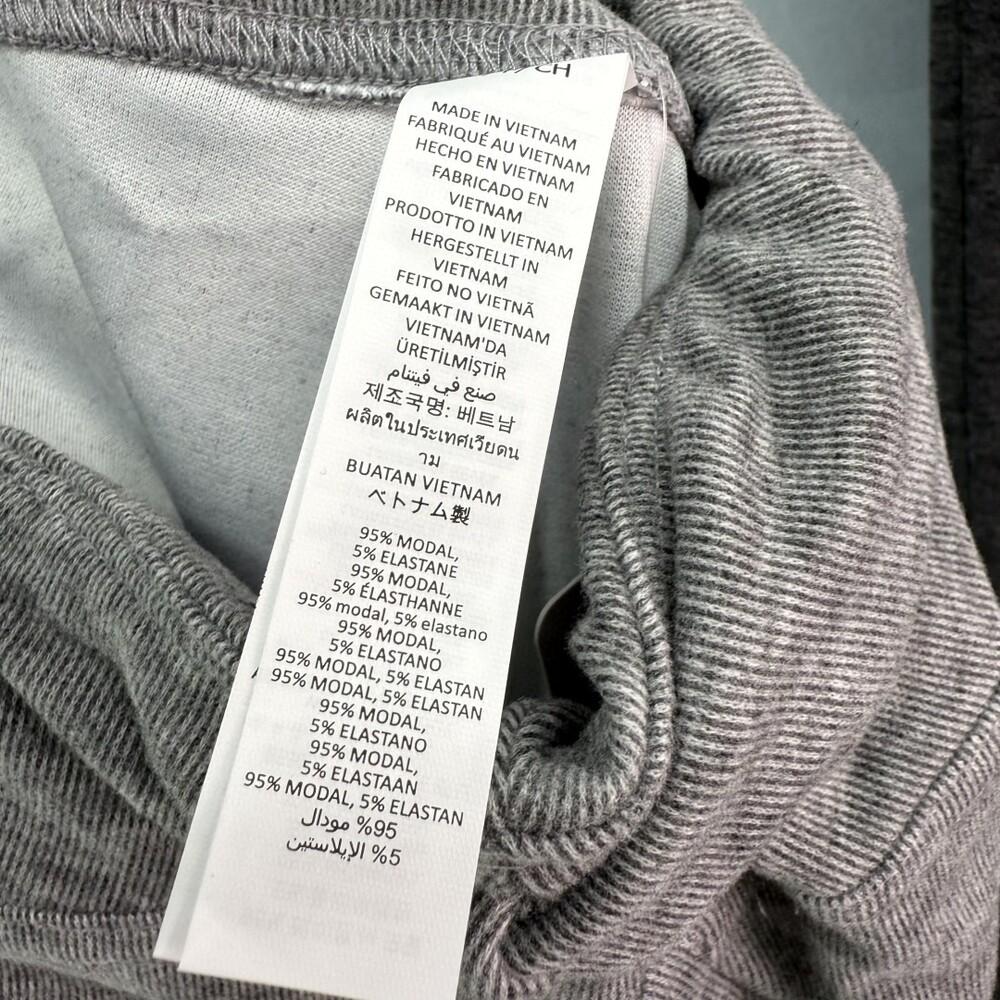 CH
MADE IN VIETNAM
FABRIQUÉ AU VIETNAM
HECHO EN VIETNAM
FABRICADO EN
VIETNAM
PRODOTTO IN VIETNAM
HERGESTELLT IN
VIETNAM
FEITO NO VIETNÃ
GEMAAKT IN VIETNAM
VIETNAM'DA
ÜRETİLMİŞTİR
صنع في فيتنام
제조국명: 베트남
ผลิตในประเทศเวียดน
าม
BUATAN VIETNAM
ベトナム製
95% MODAL,
5% ELASTANE
95% MODAL,
5% ÉLASTHANNE
95% modal, 5% elastano
95% MODAL,
5% ELASTANO
95% MODAL, 5% ELASTAN
95% MODAL, 5% ELASTAN
95% MODAL,
5% ELASTANO
95% MODAL,
5% ELASTAAN
95% MODAL, 5% ELASTAN
95% مودال
5% الإيلاستين